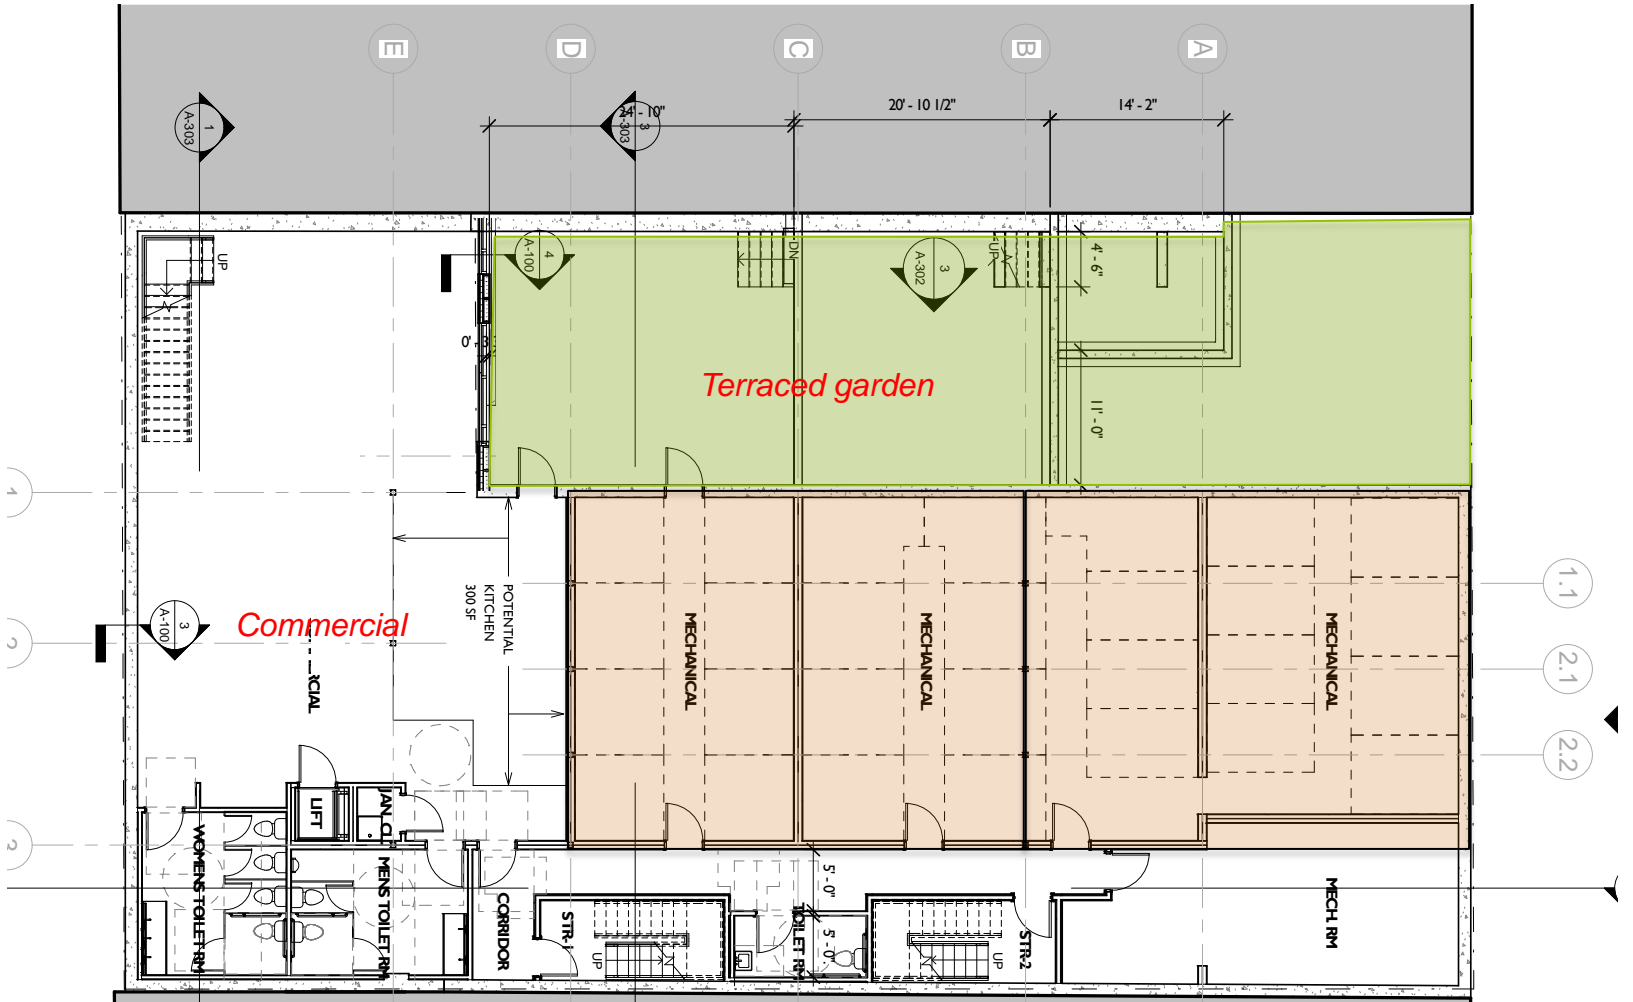 E
D
C
B
A
24' - 10"
20' - 10 1/2"
14' - 2"
1
A-303
3
A-303
UP
4
A-100
DN
3
A-302
UP
4' - 6"
Terraced garden
11' - 0"
1
POTENTIAL
KITCHEN
300 SF
1.1
Commercial
3
A-100
2
MECHANICAL
MECHANICAL
MECHANICAL
2.1
2.2
LIFT
JAN. CL
3
WOMENS TOILET RM
MENS TOILET RM
CORRIDOR
STR-1
UP
5' - 0"
TOILET RM
5' - 0"
UP
STR-2
MECH. RM